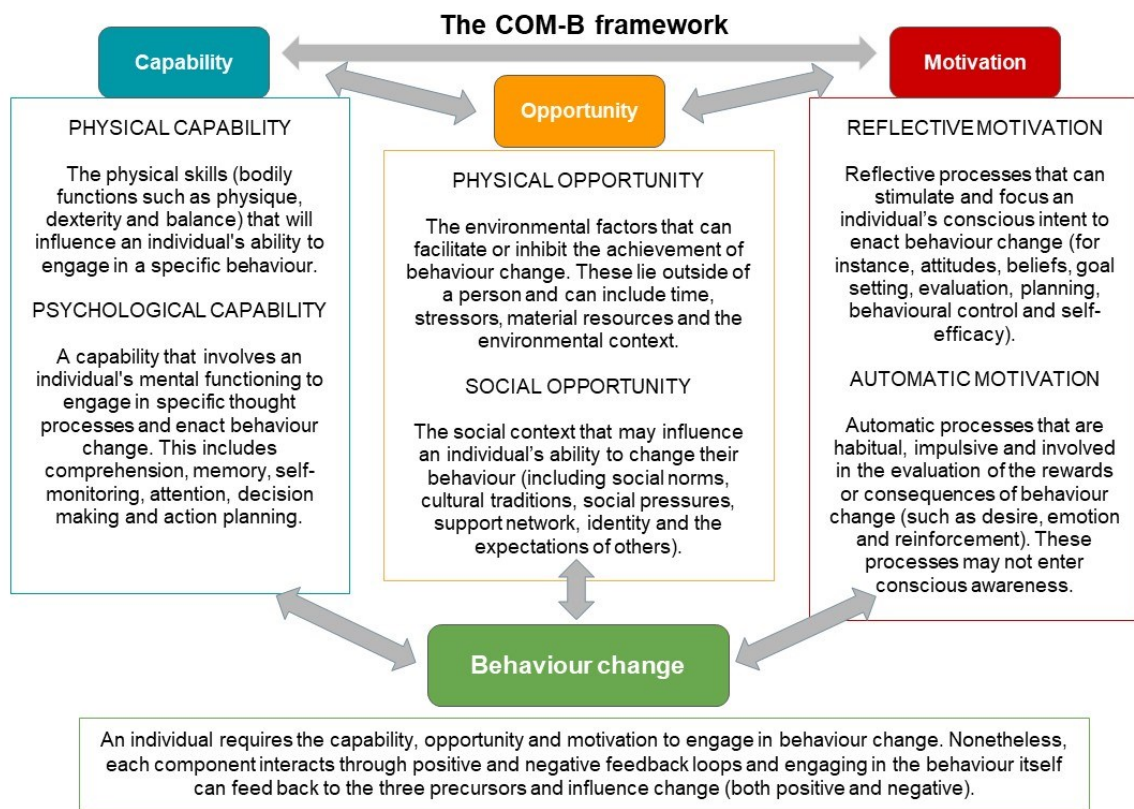 The COM-B framework
Capability
Opportunity
Motivation
PHYSICAL CAPABILITY
The physical skills (bodily
functions such as physique,
dexterity and balance) that will
influence an individual's ability to
engage in a specific behaviour.
PSYCHOLOGICAL CAPABILITY
A capability that involves an
individual's mental functioning to
engage in specific thought
processes and enact behaviour
change. This includes
comprehension, memory, self-
monitoring, attention, decision
making and action planning.
PHYSICAL OPPORTUNITY
The environmental factors that can
facilitate or inhibit the achievement of
behaviour change. These lie outside of
a person and can include time,
stressors, material resources and the
environmental context.
SOCIAL OPPORTUNITY
The social context that may influence
an individual’s ability to change their
behaviour (including social norms,
cultural traditions, social pressures,
support network, identity and the
expectations of others).
REFLECTIVE MOTIVATION
Reflective processes that can
stimulate and focus an
individual’s conscious intent to
enact behaviour change (for
instance, attitudes, beliefs, goal
setting, evaluation, planning,
behavioural control and self-
efficacy).
AUTOMATIC MOTIVATION
Automatic processes that are
habitual, impulsive and involved
in the evaluation of the rewards
or consequences of behaviour
change (such as desire, emotion
and reinforcement). These
processes may not enter
conscious awareness.
Behaviour change
An individual requires the capability, opportunity and motivation to engage in behaviour change. Nonetheless,
each component interacts through positive and negative feedback loops and engaging in the behaviour itself
can feed back to the three precursors and influence change (both positive and negative).